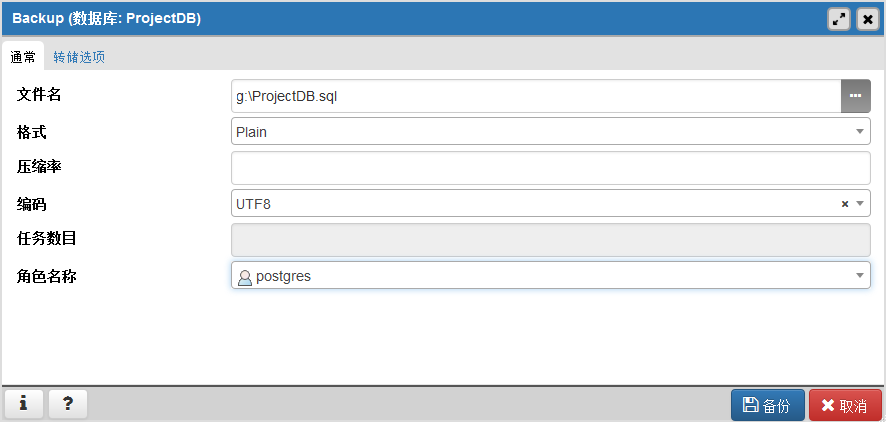 Backup (数据库: ProjectDB)
通常 转储选项
文件名 g:\ProjectDB.sql
格式 Plain
压缩率
编码 UTF8
任务数目
角色名称 postgres
备份 取消